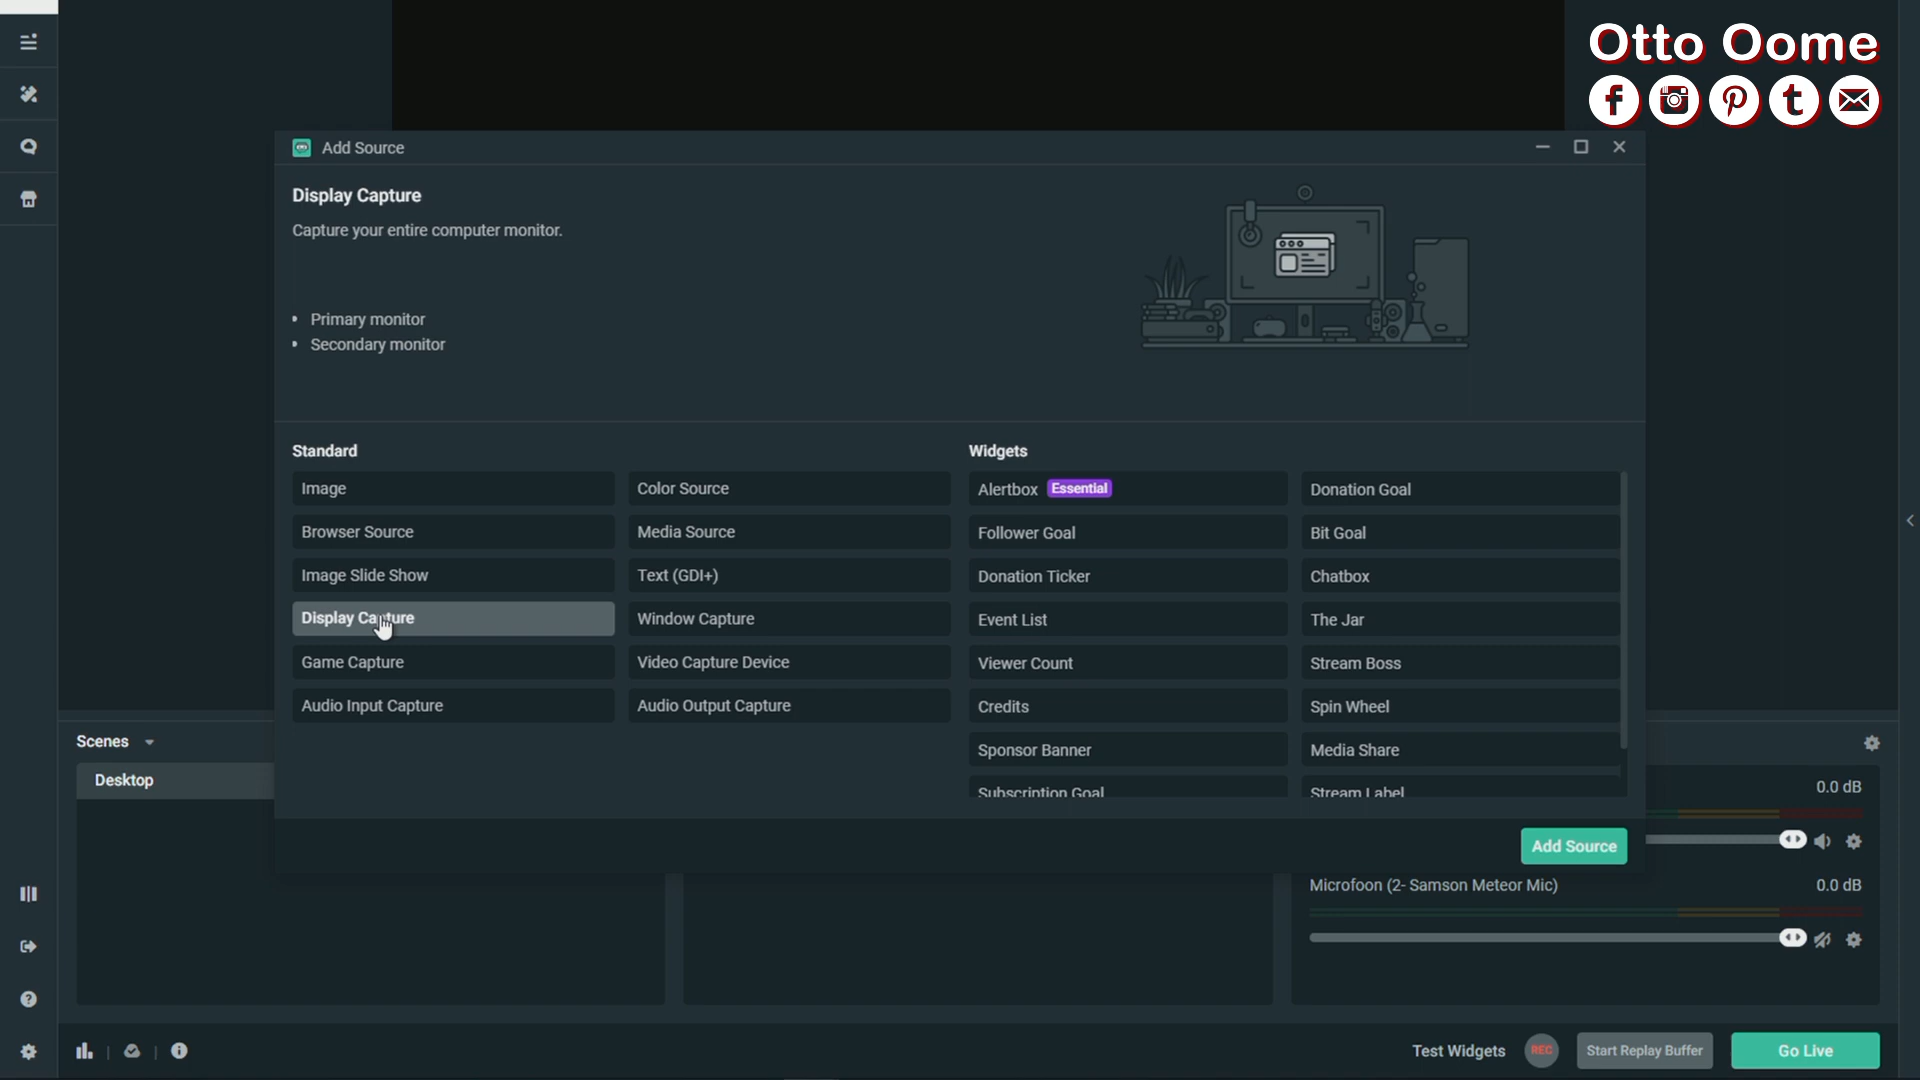 Otto Oome
Add Source
Display Capture
Capture your entire computer monitor.
Primary monitor
Secondary monitor
Standard
Image
Color Source
Browser Source
Media Source
Image Slide Show
Text (GDI+)
Display Capture
Window Capture
Game Capture
Video Capture Device
Audio Input Capture
Audio Output Capture
Widgets
Alertbox Essential
Donation Goal
Follower Goal
Bit Goal
Donation Ticker
Chatbox
Event List
The Jar
Viewer Count
Stream Boss
Credits
Spin Wheel
Sponsor Banner
Media Share
Subscription Goal
Stream Label
Add Source
Scenes
Desktop
0.0 dB
Microfoon (2- Samson Meteor Mic)
0.0 dB
Test Widgets
REC
Start Replay Buffer
Go Live